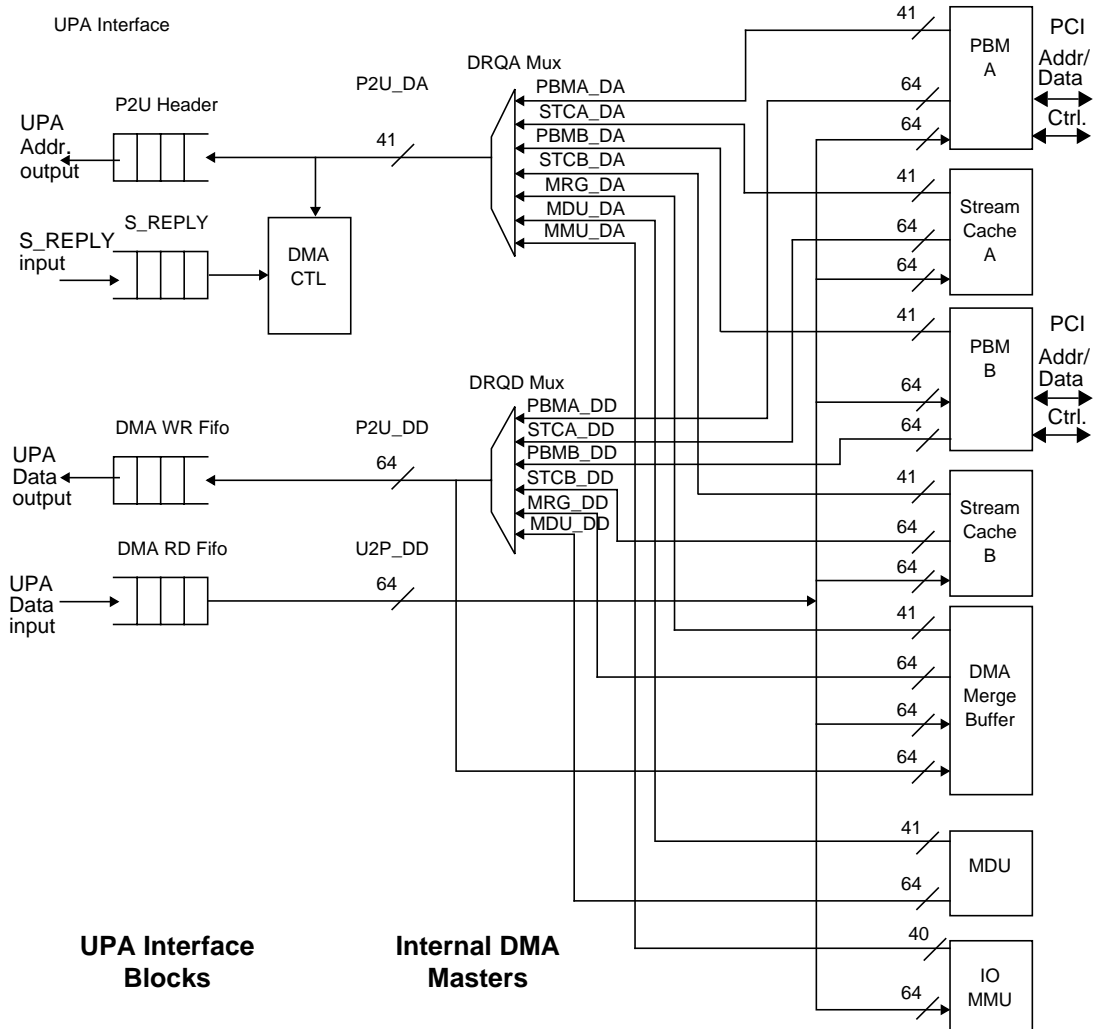 UPA Interface
DRQA Mux
P2U_DA
P2U Header
UPA
Addr.
output
41
PBMA_DA
STCA_DA
PBMB_DA
STCB_DA
MRG_DA
MDU_DA
MMU_DA
S_REPLY
S_REPLY
input
DMA
CTL
DRQD Mux
PBMA_DD
STCA_DD
PBMB_DD
STCB_DD
MRG_DD
MDU_DD
DMA WR Fifo
P2U_DD
UPA
Data
output
64
DMA RD Fifo
U2P_DD
UPA
Data
input
64
41
64
64
PBM
A
PCI
Addr/
Data
Ctrl.
41
64
64
Stream
Cache
A
41
64
64
PBM
B
PCI
Addr/
Data
Ctrl.
41
64
64
Stream
Cache
B
41
64
64
64
DMA
Merge
Buffer
41
64
MDU
40
64
IO
MMU
UPA Interface
Blocks
Internal DMA
Masters